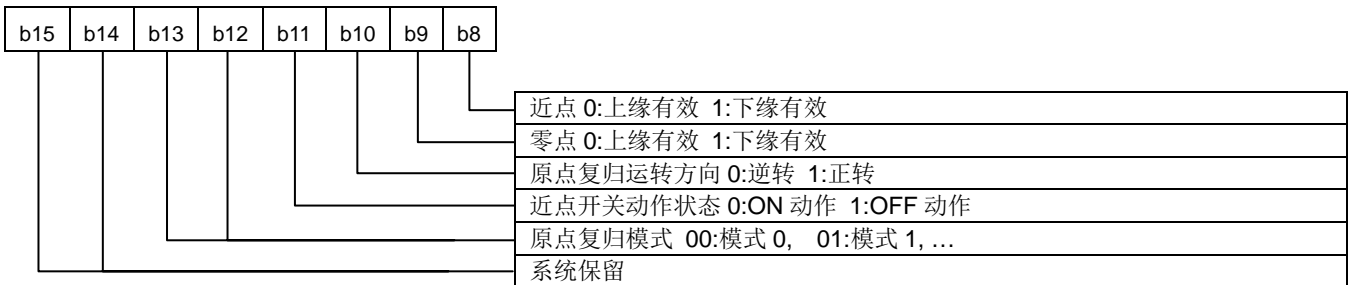 b15 b14 b13 b12 b11 b10 b9 b8
近点 0:上缘有效 1:下缘有效
零点 0:上缘有效 1:下缘有效
原点复归运转方向 0:逆转 1:正转
近点开关动作状态 0:ON 动作 1:OFF 动作
原点复归模式 00:模式 0, 01:模式 1, …
系统保留